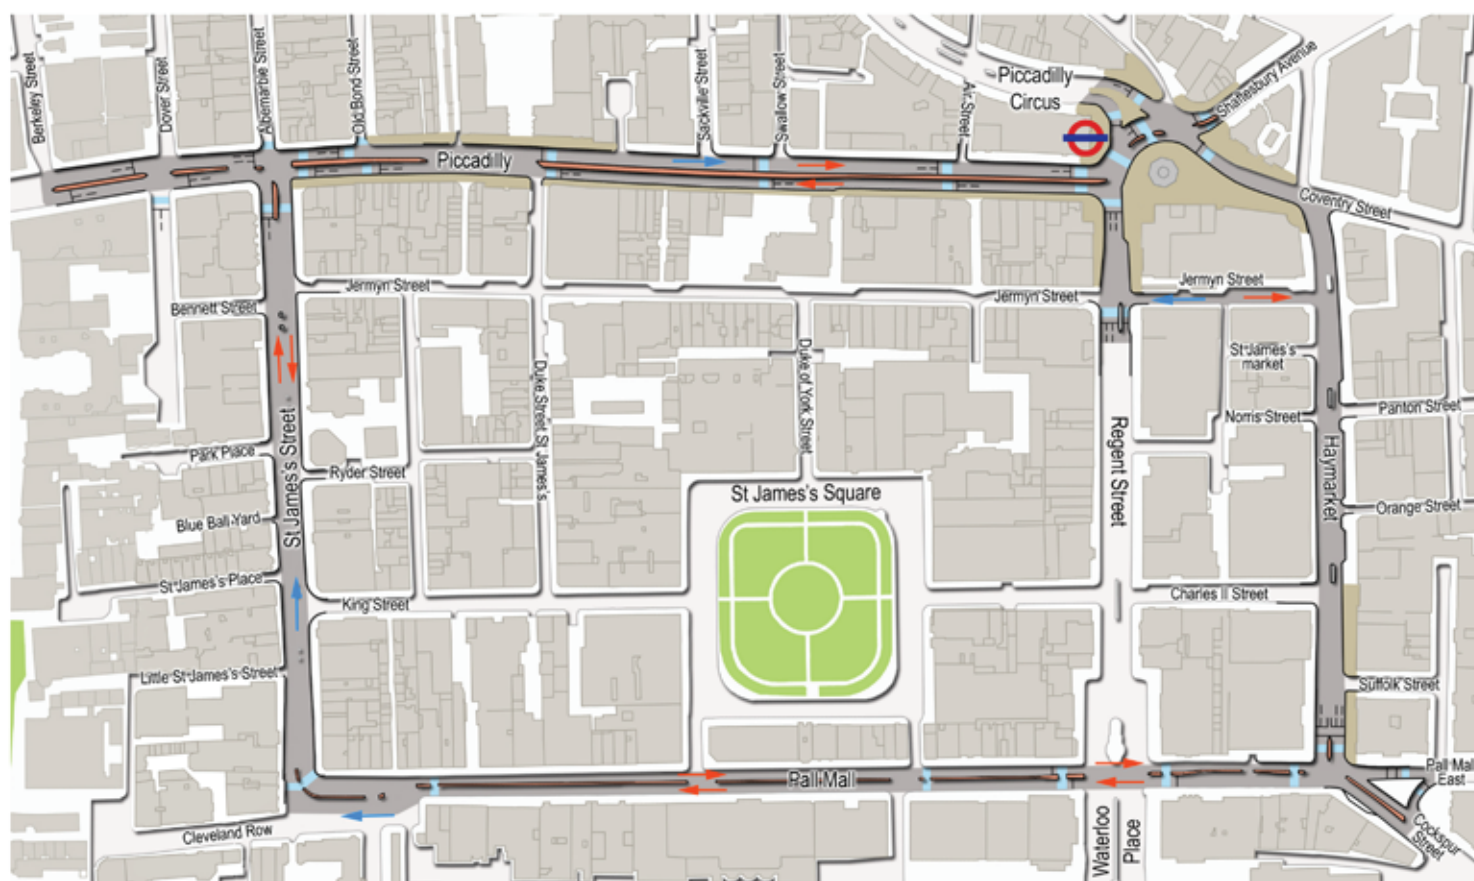 Berkeley Street
Dover Street
Albemarble Street
Old Bond Street
Sackville Street
Swallow Street
Air Street
Piccadilly
Circus
Shaftesbury Avenue
Piccadilly
Coventry Street
Jermyn Street
Jermyn Street
Jermyn Street
Bennett Street
St James's
market
Duke Street St James's
Duke of York Street
Regent Street
Norris Street
Panton Street
Haymarket
St James's Street
Park Place
Ryder Street
St James's Square
Orange Street
Blue Ball Yard
St James's Place
King Street
Charles II Street
Little St James's Street
Suffolk Street
Pall Mall
Pall Mall
East
Cleveland Row
Waterloo
Place
Cockspur
Street